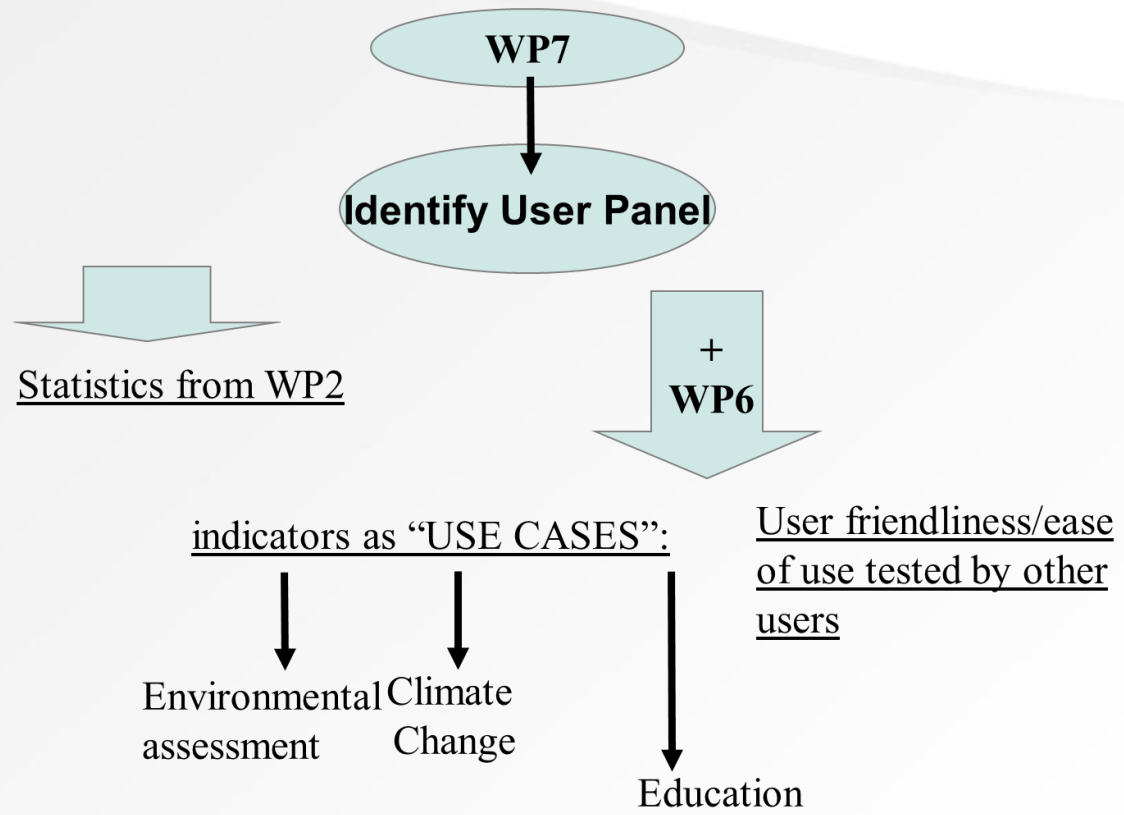 WP7
Identify User Panel
+
WP6
Statistics from WP2
indicators as “USE CASES”:
User friendliness/ease
of use tested by other
users
Environmental
assessment
Climate
Change
Education